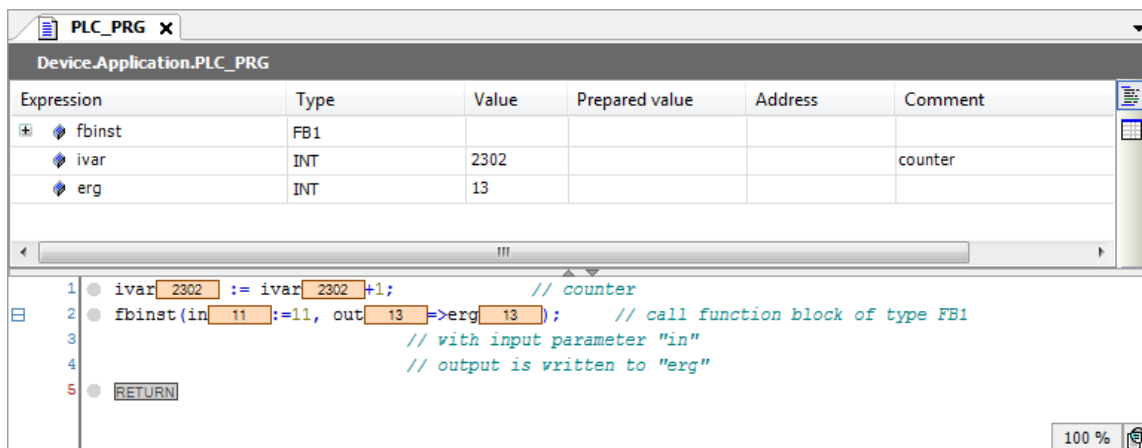 PLC_PRG X
Device.Application.PLC_PRG
Expression Type Value Prepared value Address Comment
fbinst FB1
ivar INT 2302 counter
erg INT 13
1 ivar 2302 := ivar 2302 +1; // counter
2 fbinst(in 11 :=11, out 13 =>erg 13 ); // call function block of type FB1
3 // with input parameter "in"
4 // output is written to "erg"
5 RETURN
100 %